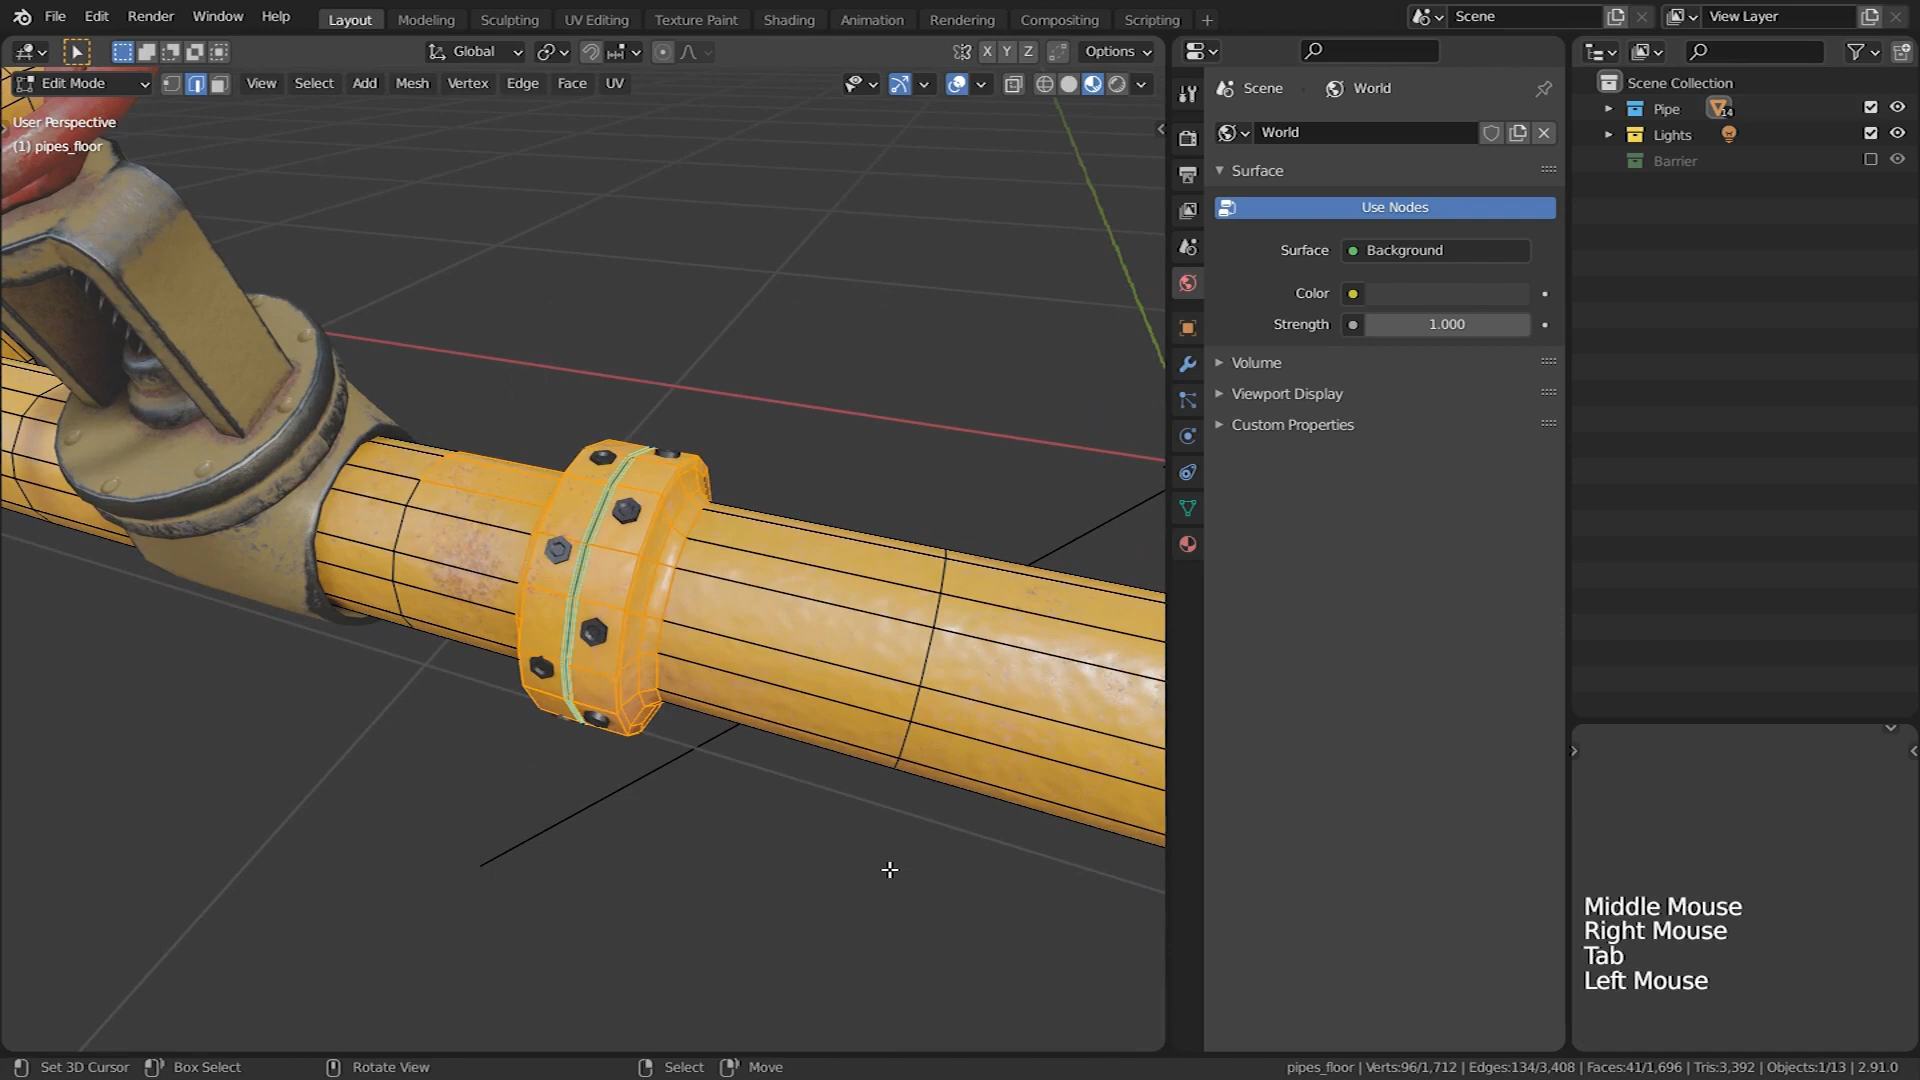 File Edit Render Window Help Layout Modeling Sculpting UV Editing Texture Paint Shading Animation Rendering Compositing Scripting + Scene View Layer
Global X Y Z Options
Edit Mode View Select Add Mesh Vertex Edge Face UV
User Perspective
(1) pipes_floor
Scene World
World
Surface
Use Nodes
Surface Background
Color
Strength 1.000
Volume
Viewport Display
Custom Properties
Scene Collection
Pipe 14
Lights
Barrier
Middle Mouse
Right Mouse
Tab
Left Mouse
Set 3D Cursor Box Select Rotate View Select Move pipes_floor | Verts:96/1,712 | Edges:134/3,408 | Faces:41/1,696 | Tris:3,392 | Objects:1/13 | 2.91.0